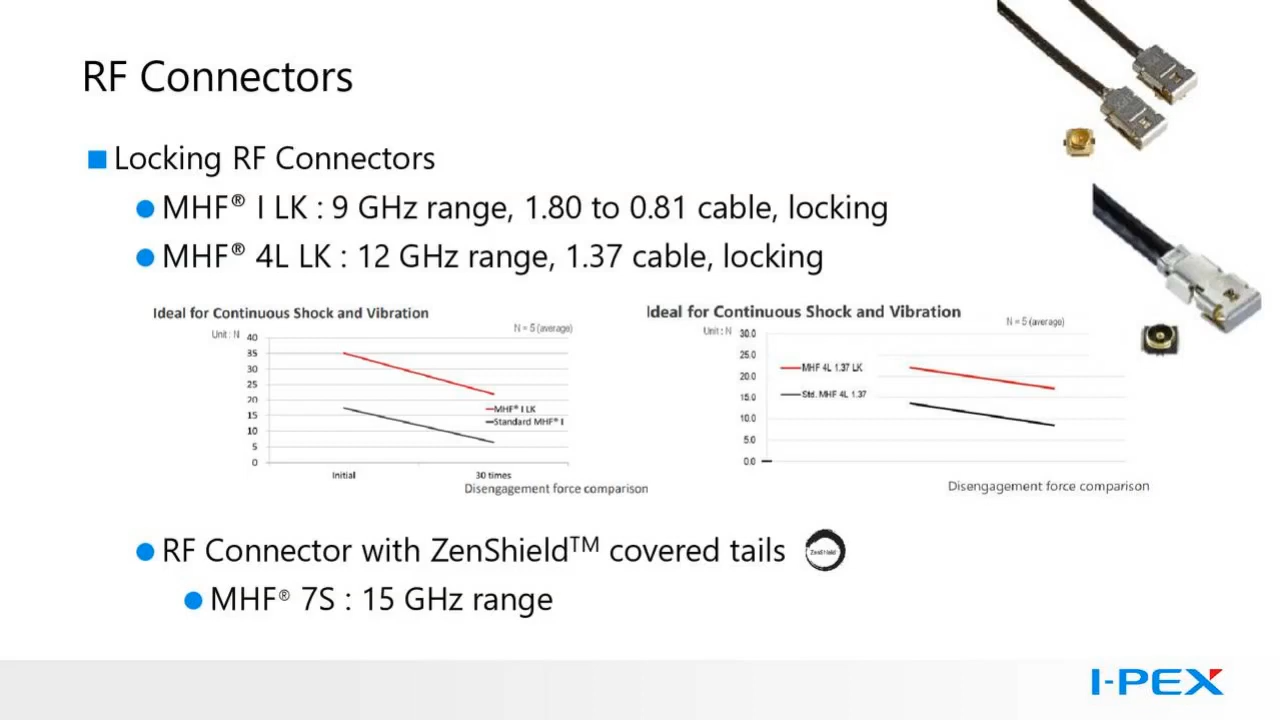 RF Connectors
Locking RF Connectors
MHF® I LK : 9 GHz range, 1.80 to 0.81 cable, locking
MHF® 4L LK : 12 GHz range, 1.37 cable, locking
Ideal for Continuous Shock and Vibration
Unit : N
N = 5 (average)
40
35
30
25
20
15
10
5
0
MHF® I LK
Standard MHF® I
Initial
30 times
Disengagement force comparison
Ideal for Continuous Shock and Vibration
Unit : N
N = 5 (average)
30.0
25.0
20.0
15.0
10.0
5.0
0.0
MHF 4L 1.37 LK
Std. MHF 4L 1.37
Disengagement force comparison
RF Connector with ZenShield™ covered tails
ZenShield
MHF® 7S : 15 GHz range
I-PEX